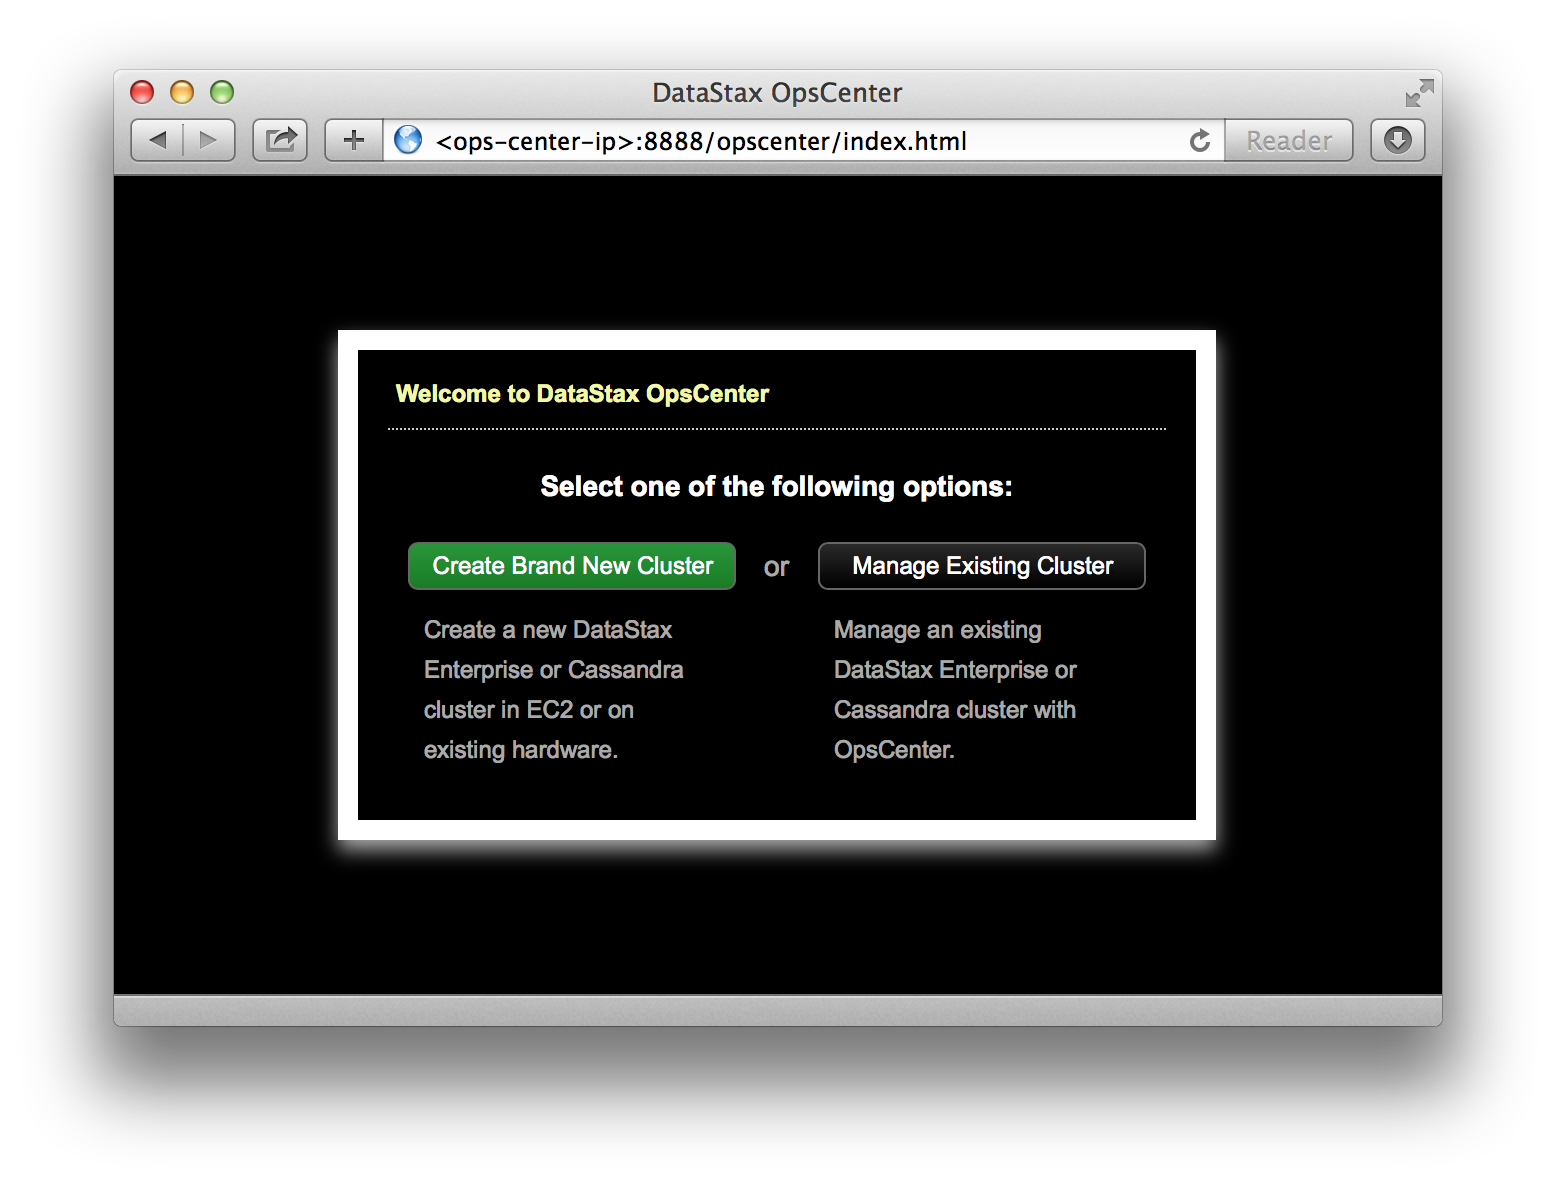 DataStax OpsCenter
<ops-center-ip>:8888/opscenter/index.html
Reader
Welcome to DataStax OpsCenter
Select one of the following options:
Create Brand New Cluster or Manage Existing Cluster
Create a new DataStax
Enterprise or Cassandra
cluster in EC2 or on
existing hardware.
Manage an existing
DataStax Enterprise or
Cassandra cluster with
OpsCenter.